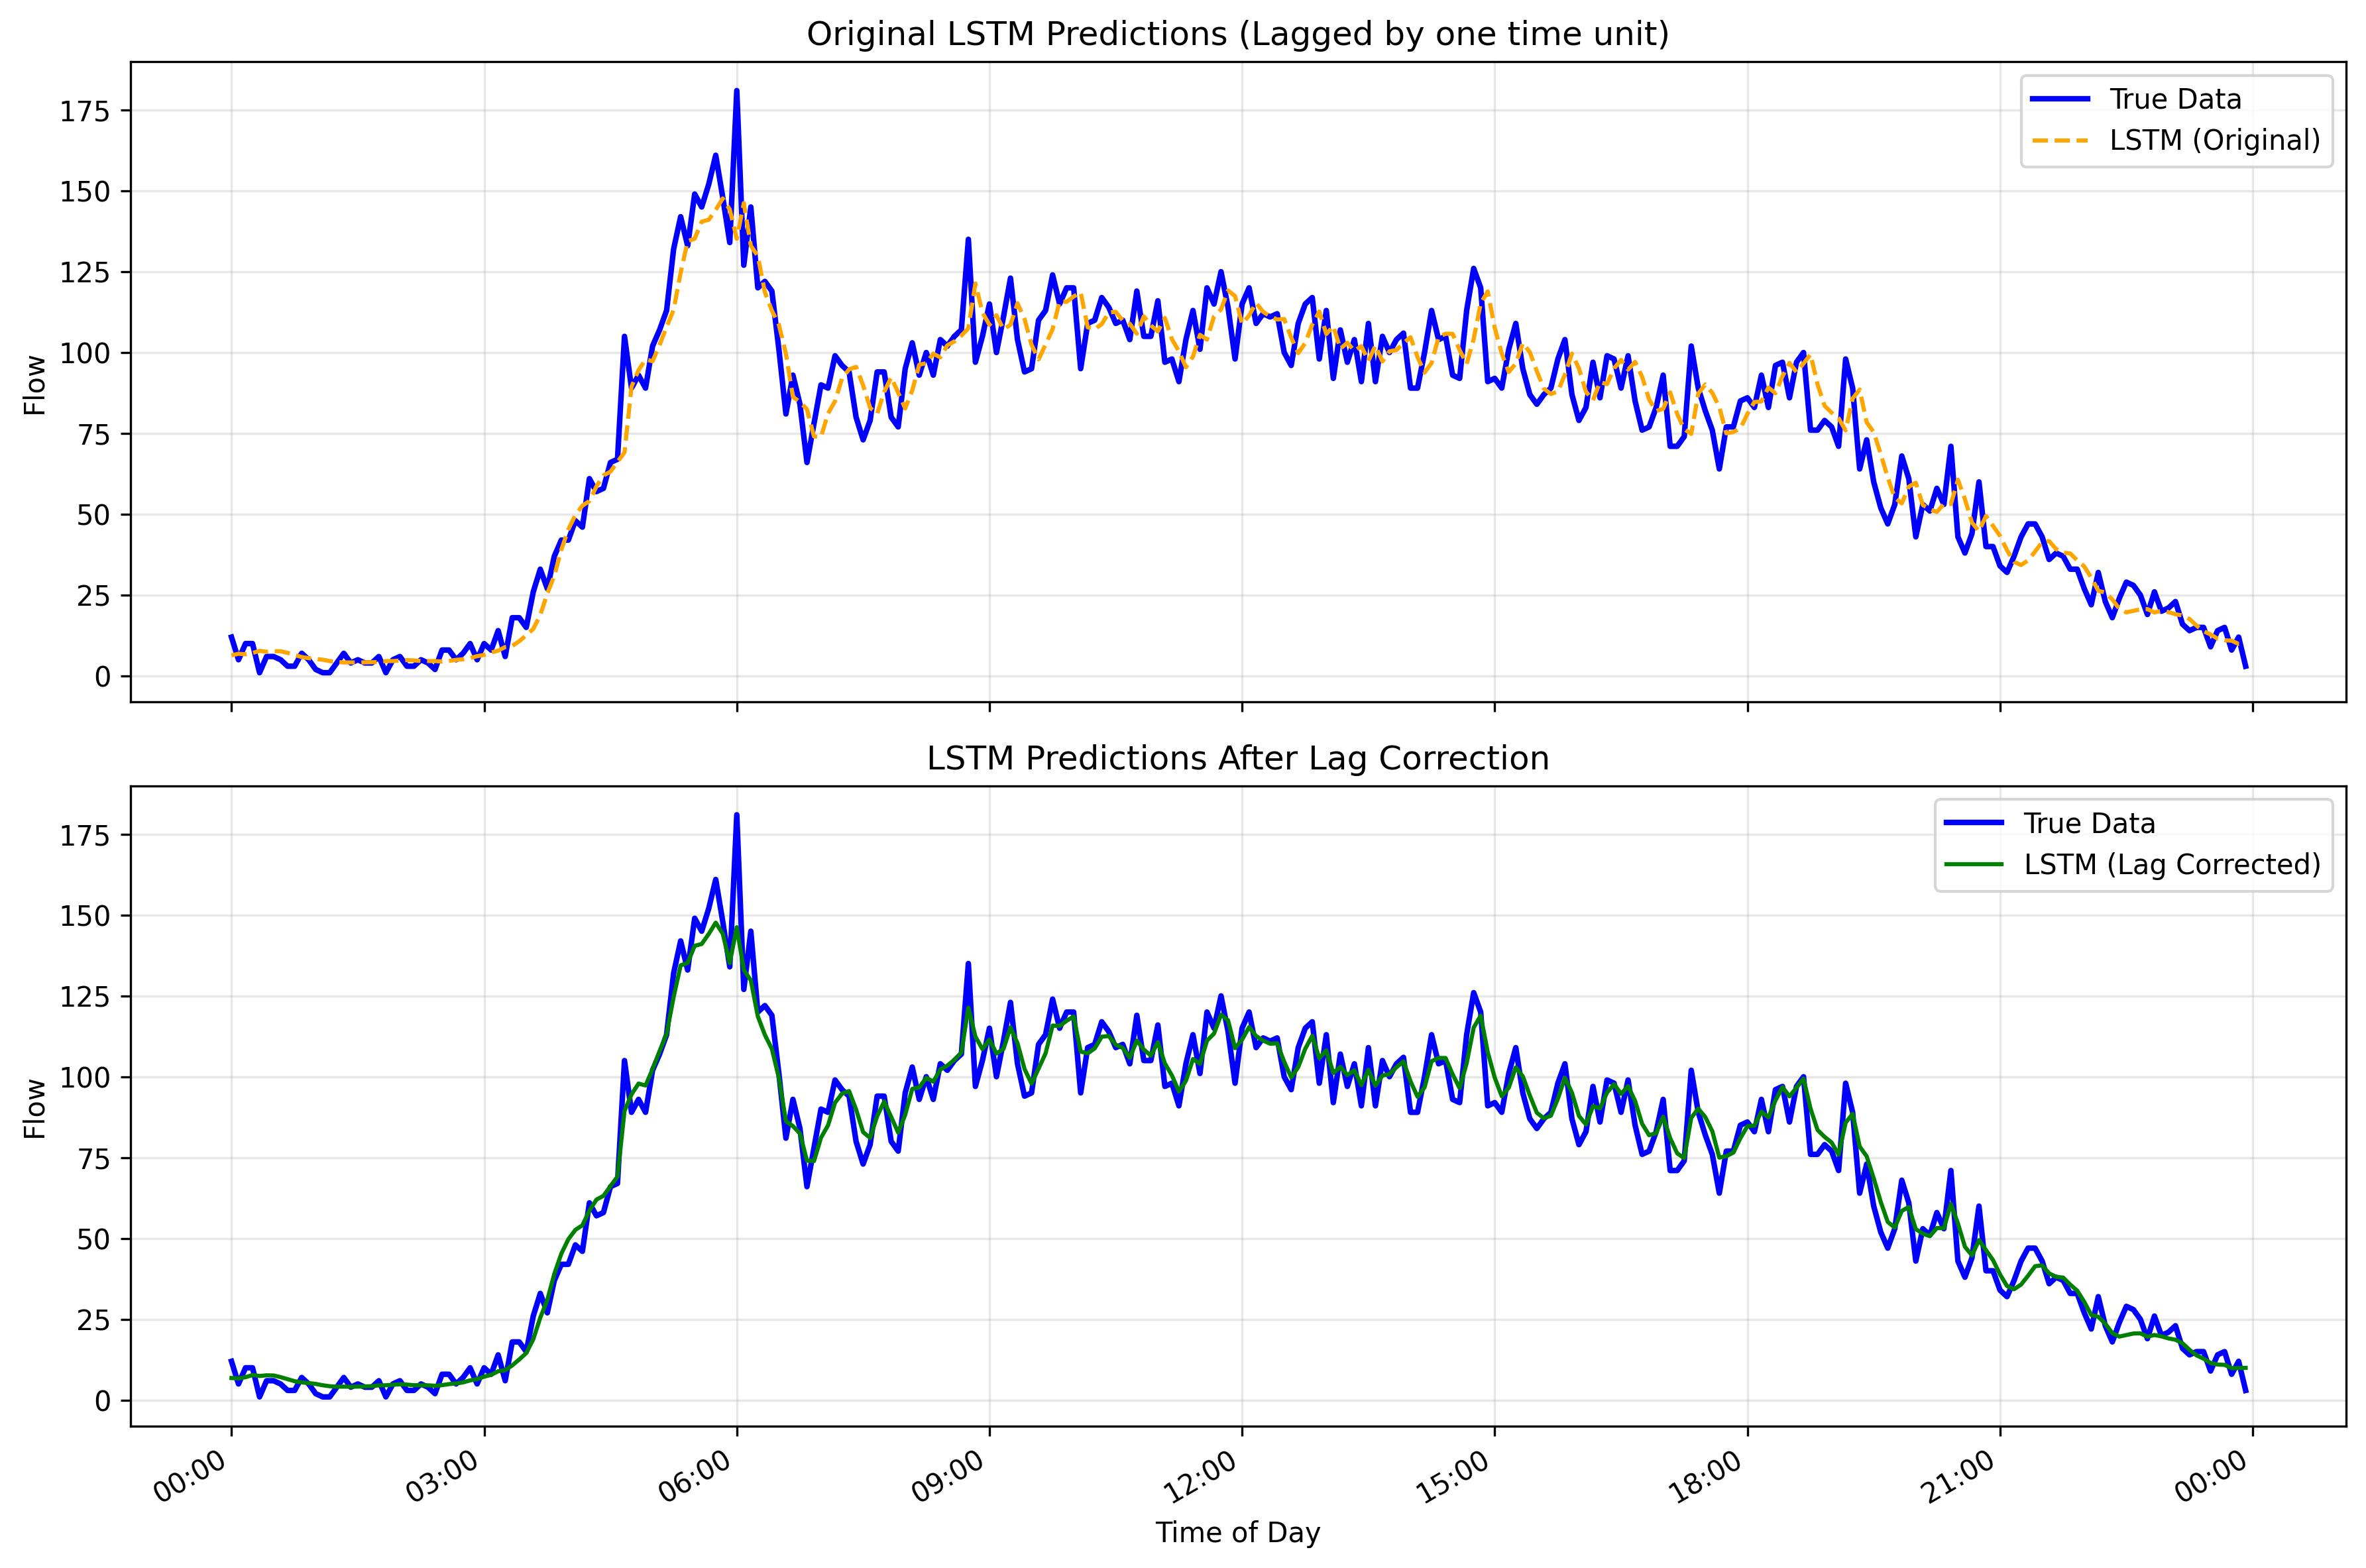 Original LSTM Predictions (Lagged by one time unit)
True Data
LSTM (Original)
175
150
125
100
75
50
25
0
Flow
LSTM Predictions After Lag Correction
True Data
LSTM (Lag Corrected)
175
150
125
100
75
50
25
0
Flow
00:00
03:00
06:00
09:00
12:00
15:00
18:00
21:00
00:00
Time of Day